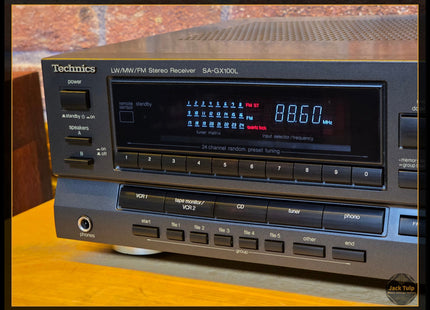 Technics
LW/MW/FM Stereo Receiver SA-GX100L
power
standby on
remote sensor standby
FM ST
FM
quartz lock
88.60 MHz
tuner matrix
input selector/frequency
24 channel random preset tuning
speakers
A
on
off
B
1 2 3 4 5 6 7 8 9 0
VCR 1
tape monitor/
VCR 2
CD
tuner
phono
phones
start
file 1
file 2
file 3
file 4
file 5
other
end
group
Jack Tulp